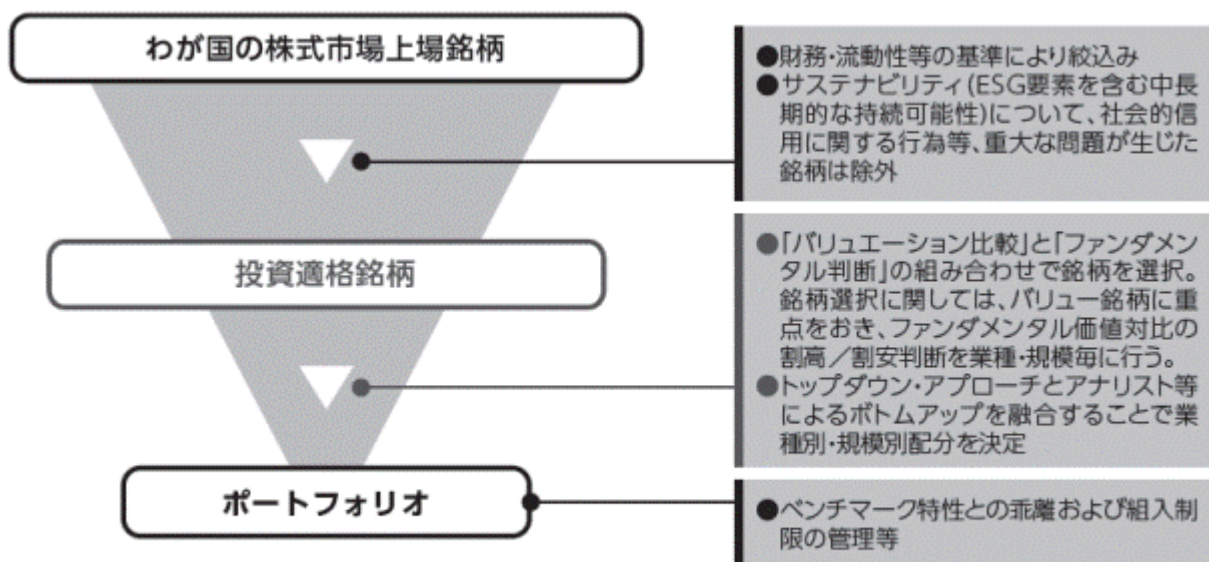 わが国の株式市場上場銘柄
●財務・流動性等の基準により絞込み
●サステナビリティ(ESG要素を含む中長
期的な持続可能性)について、社会的信
用に関する行為等、重大な問題が生じた
銘柄は除外
投資適格銘柄
●「バリュエーション比較」と「ファンダメン
タル判断」の組み合わせで銘柄を選択。
銘柄選択に関しては、バリュー銘柄に重
点をおき、ファンダメンタル価値対比の
割高／割安判断を業種・規模毎に行う。
●トップダウン・アプローチとアナリスト等
によるボトムアップを融合することで業
種別・規模別配分を決定
ポートフォリオ
●ベンチマーク特性との乖離および組入制
限の管理等